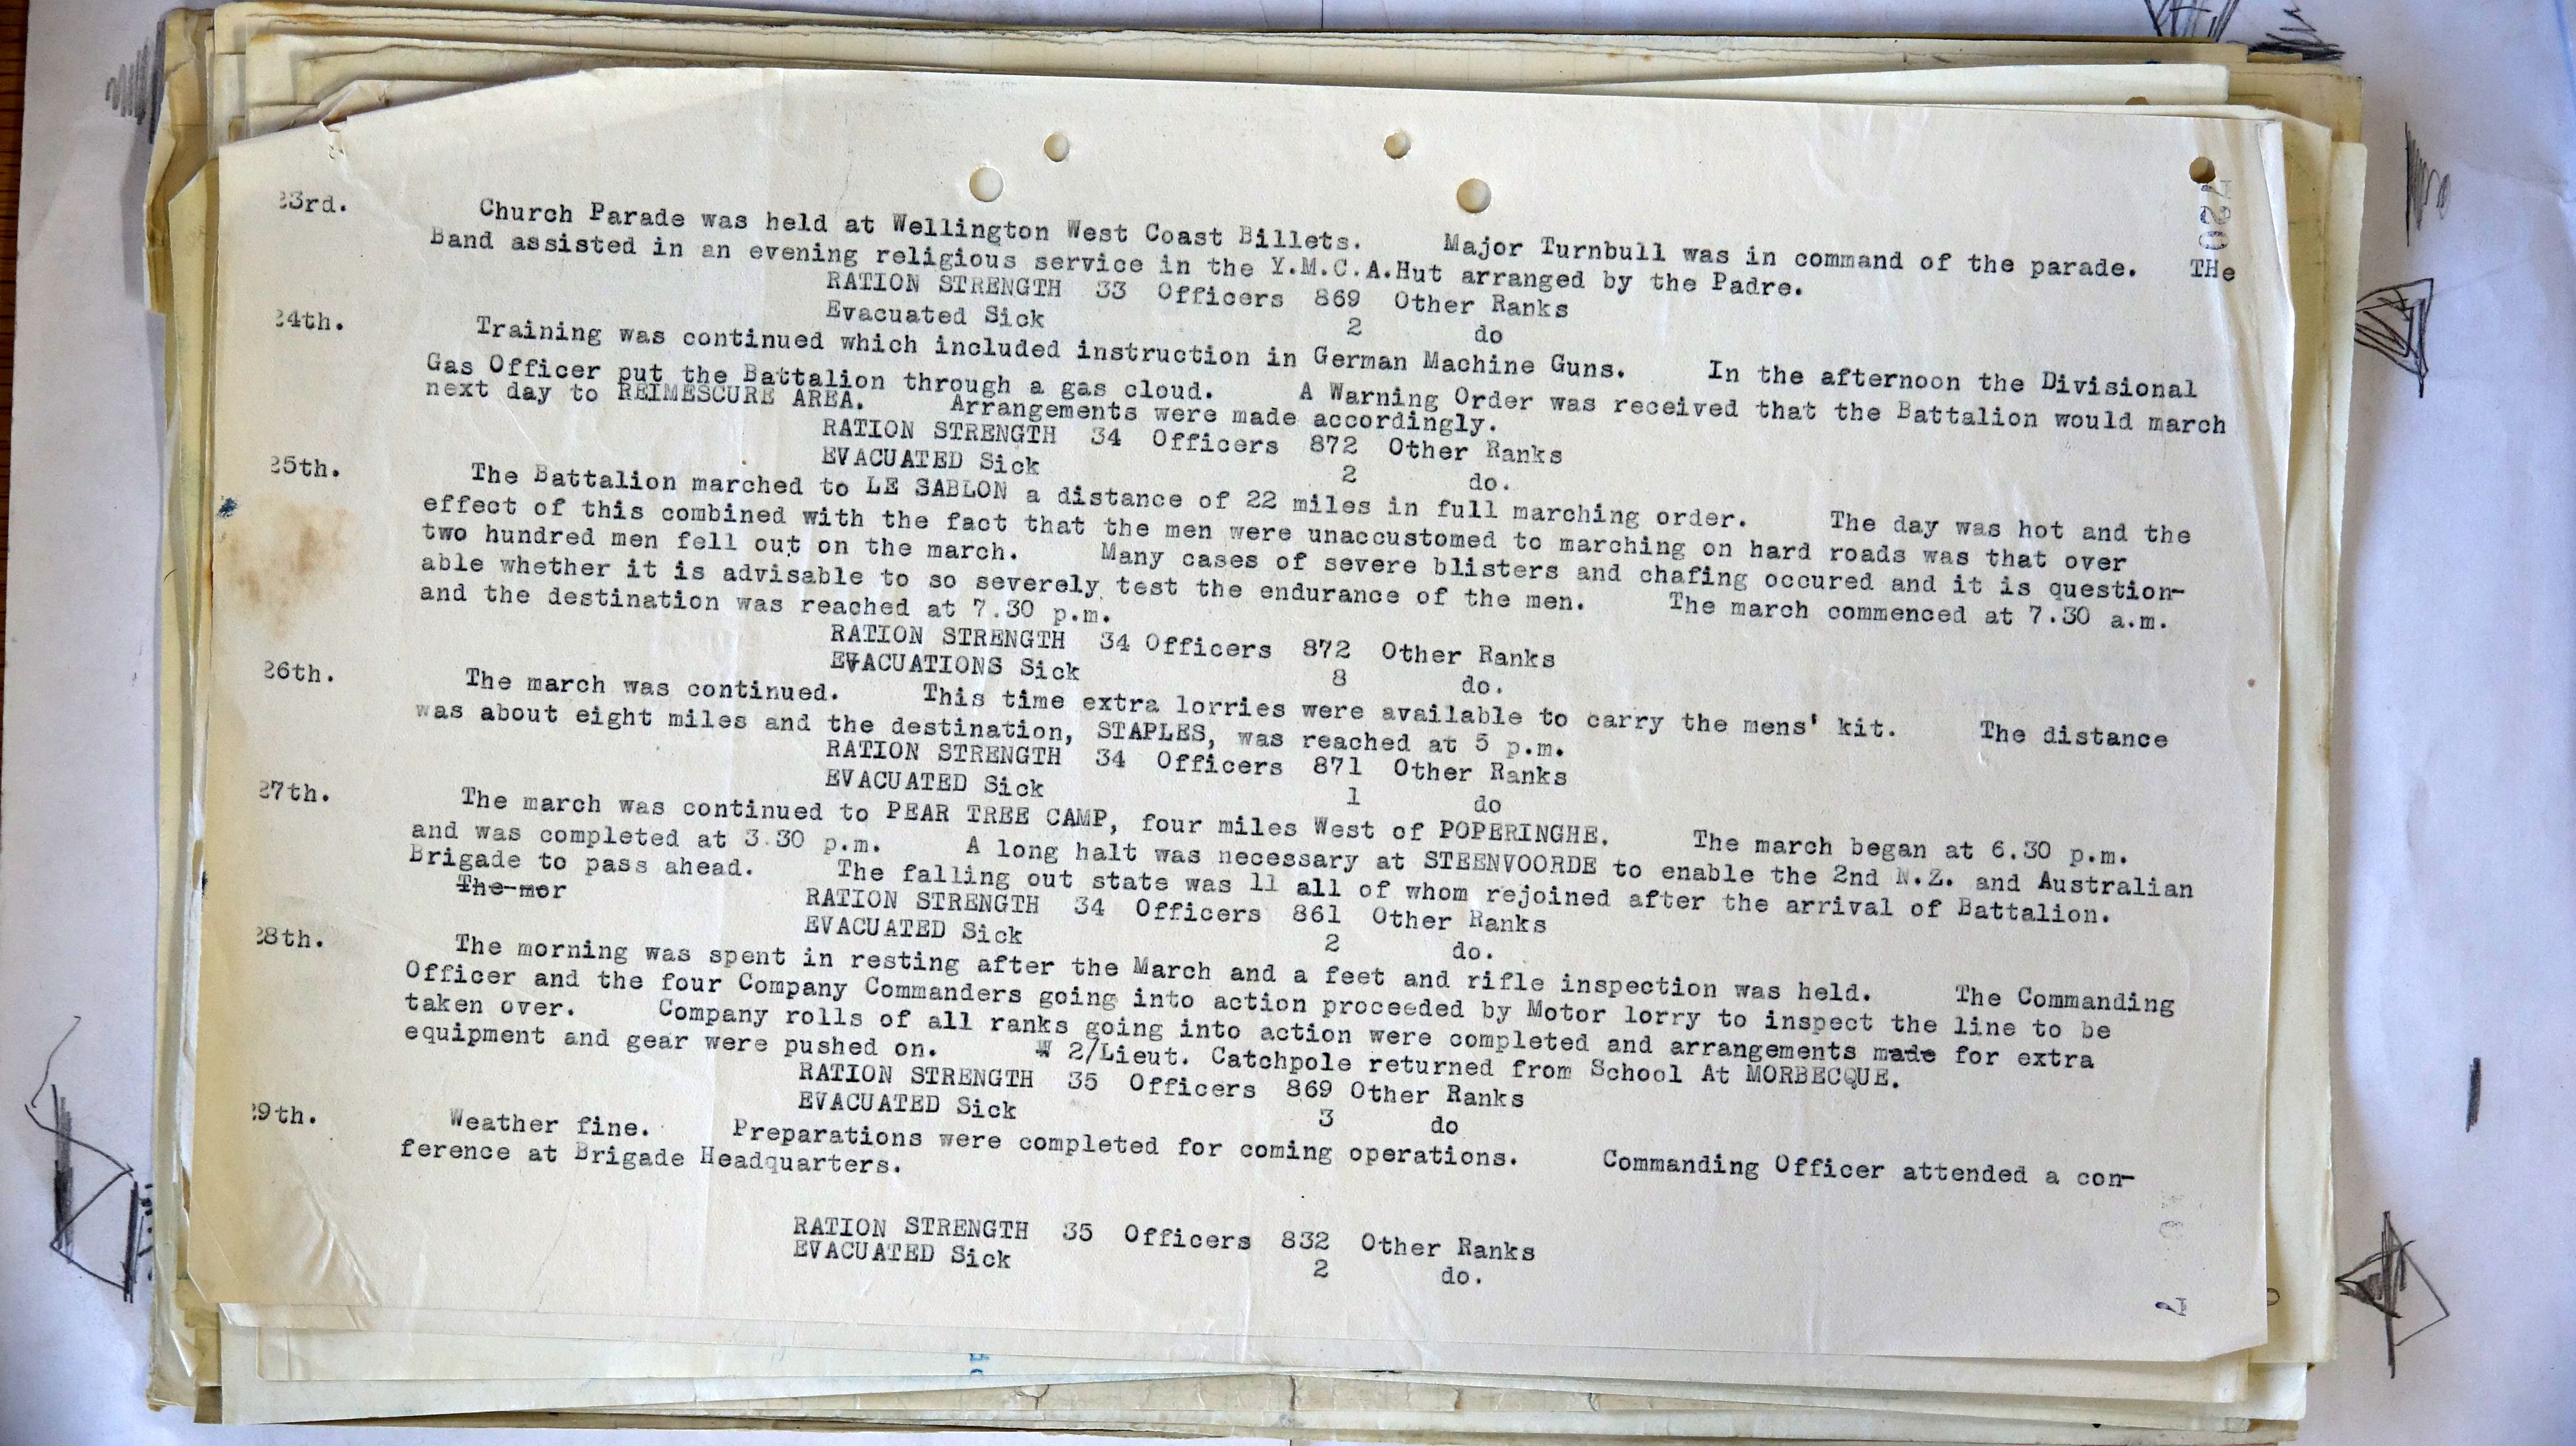 23rd. Church Parade was held at Wellington West Coast Billets. Major Turnbull was in command of the parade. THe
Band assisted in an evening religious service in the Y.M.C.A.Hut arranged by the Padre.
RATION STRENGTH 33 Officers 869 Other Ranks
Evacuated Sick 2 do
24th. Training was continued which included instruction in German Machine Guns. In the afternoon the Divisional
Gas Officer put the Battalion through a gas cloud. A Warning Order was received that the Battalion would march
next day to REIMESCURE AREA. Arrangements were made accordingly.
RATION STRENGTH 34 Officers 872 Other Ranks
EVACUATED Sick 2 do.
25th. The Battalion marched to LE SABLON a distance of 22 miles in full marching order. The day was hot and the
effect of this combined with the fact that the men were unaccustomed to marching on hard roads was that over
two hundred men fell out on the march. Many cases of severe blisters and chafing occured and it is question-
able whether it is advisable to so severely test the endurance of the men. The march commenced at 7.30 a.m.
and the destination was reached at 7.30 p.m.
RATION STRENGTH 34 Officers 872 Other Ranks
EVACUATIONS Sick 8 do.
26th. The march was continued. This time extra lorries were available to carry the mens' kit. The distance
was about eight miles and the destination, STAPLES, was reached at 5 p.m.
RATION STRENGTH 34 Officers 871 Other Ranks
EVACUATED Sick 1 do
27th. The march was continued to PEAR TREE CAMP, four miles West of POPERINGHE. The march began at 6.30 p.m.
and was completed at 3.30 p.m. A long halt was necessary at STEENVOORDE to enable the 2nd N.Z. and Australian
Brigade to pass ahead. The falling out state was 11 all of whom rejoined after the arrival of Battalion.
The mor
RATION STRENGTH 34 Officers 861 Other Ranks
EVACUATED Sick 2 do.
28th. The morning was spent in resting after the March and a feet and rifle inspection was held. The Commanding
Officer and the four Company Commanders going into action proceeded by Motor lorry to inspect the line to be
taken over. Company rolls of all ranks going into action were completed and arrangements made for extra
equipment and gear were pushed on. 2/Lieut. Catchpole returned from School At MORBECQUE.
RATION STRENGTH 35 Officers 869 Other Ranks
EVACUATED Sick 3 do
29th. Weather fine. Preparations were completed for coming operations. Commanding Officer attended a con-
ference at Brigade Headquarters.
RATION STRENGTH 35 Officers 832 Other Ranks
EVACUATED Sick 2 do.